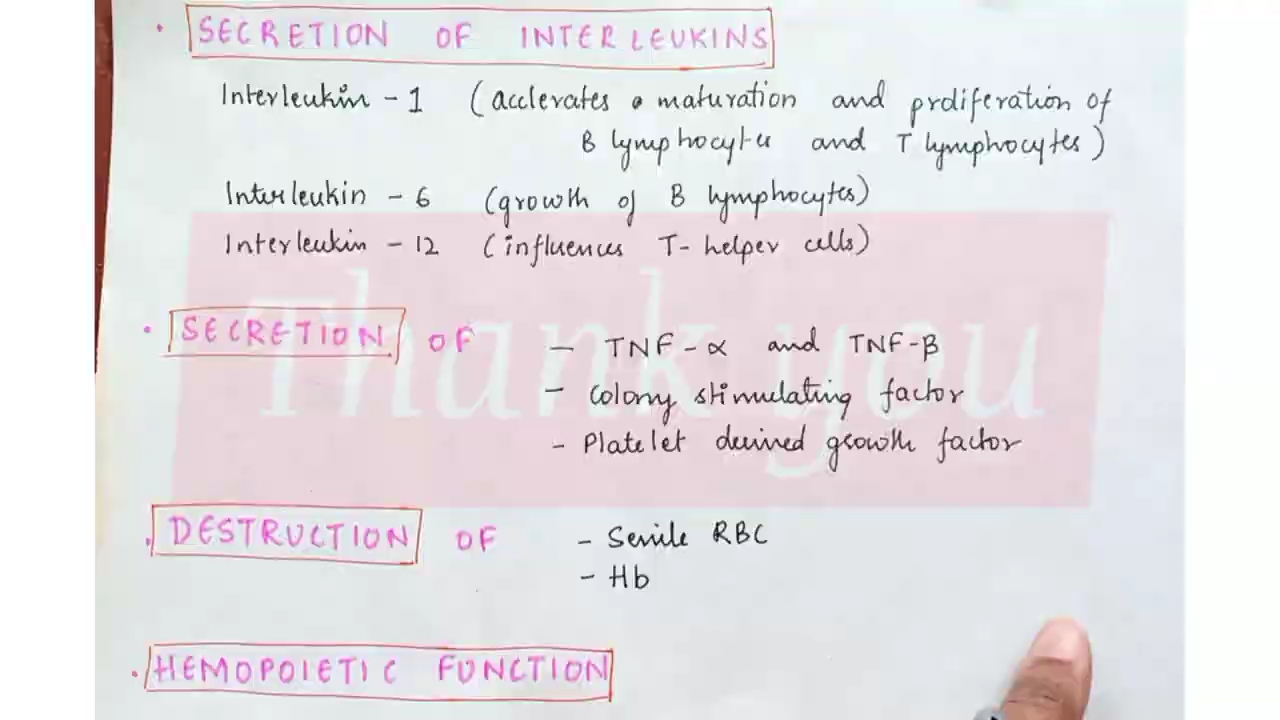 • SECRETION OF INTERLEUKINS
Interleukin - 1 (acclerates maturation and proliferation of
B lymphocytes and T lymphocytes)
Interleukin - 6 (growth of B lymphocytes)
Interleukin - 12 (influences T- helper cells)
• SECRETION OF
- TNF-α and TNF-β
- Colony stimulating factor
- Platelet derived growth factor
Thank you
• DESTRUCTION OF
- Senile RBC
- Hb
• HEMOPOIETIC FUNCTION